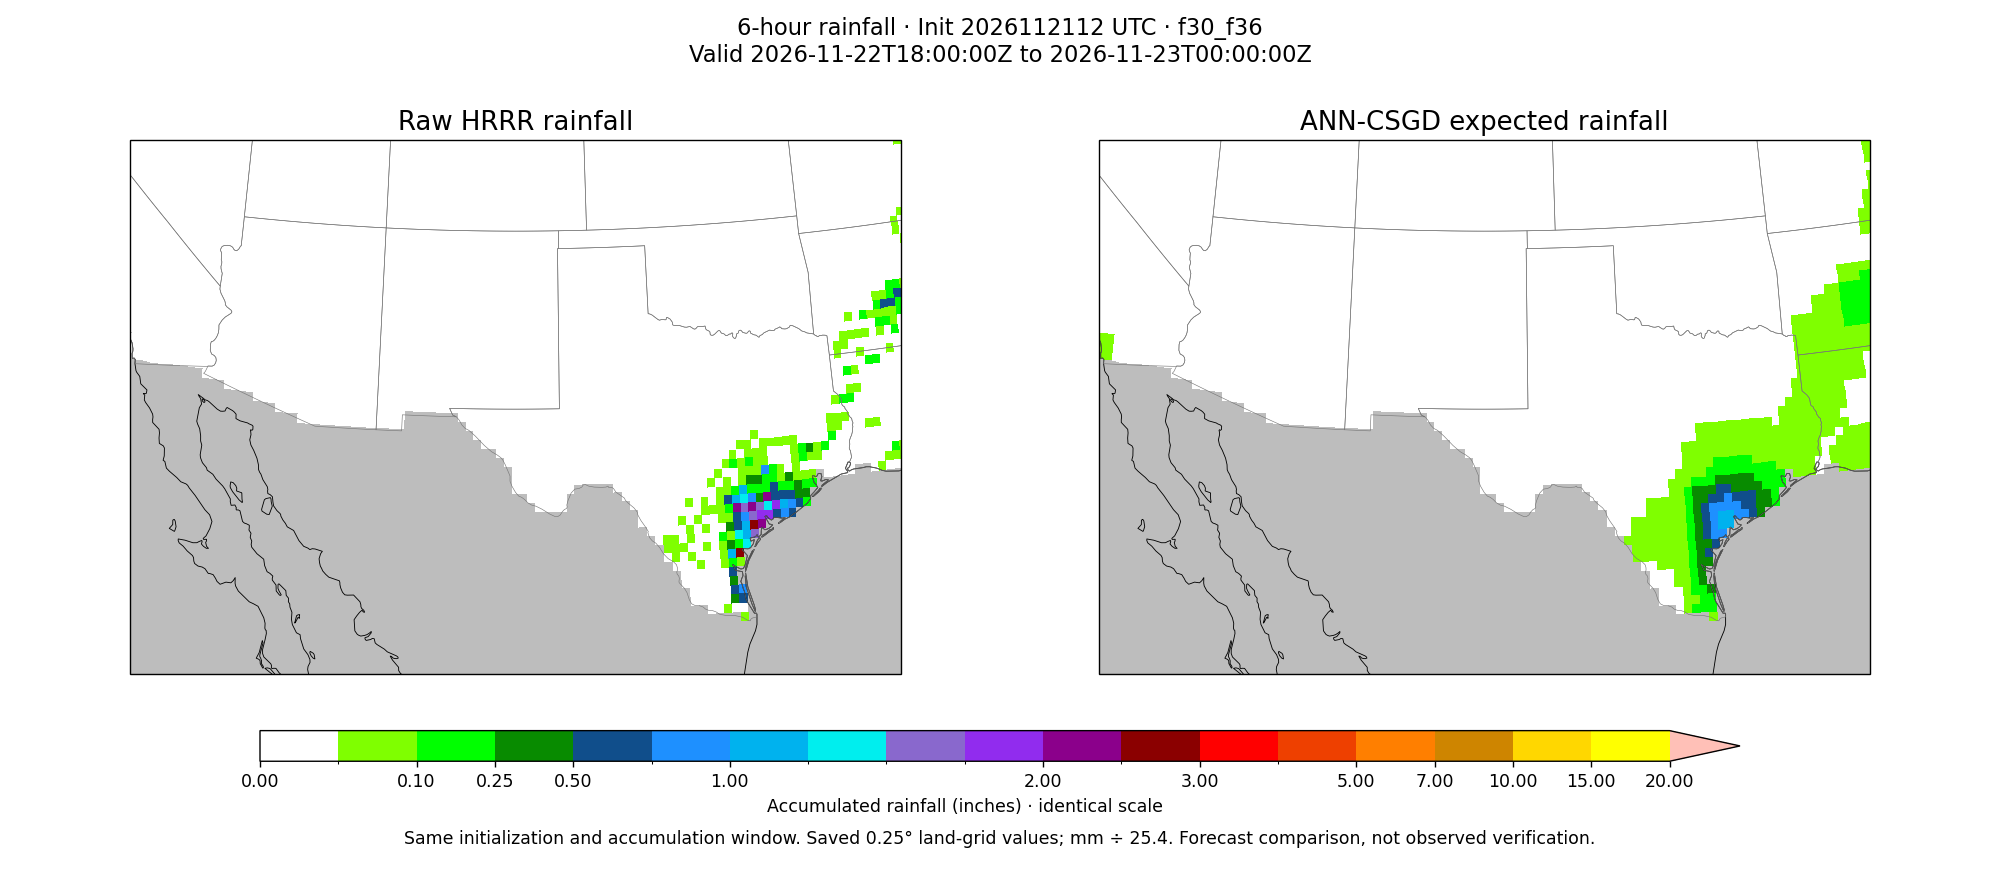 6-hour rainfall · Init 2026112112 UTC · f30_f36
Valid 2026-11-22T18:00:00Z to 2026-11-23T00:00:00Z
Raw HRRR rainfall
ANN-CSGD expected rainfall
0.00 0.10 0.25 0.50 1.00 2.00 3.00 5.00 7.00 10.00 15.00 20.00
Accumulated rainfall (inches) · identical scale
Same initialization and accumulation window. Saved 0.25° land-grid values; mm ÷ 25.4. Forecast comparison, not observed verification.